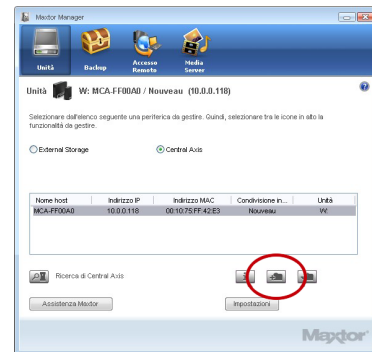 Maxtor Manager
Unità
Backup
Accesso Remoto
Media Server
Unità W: MCA-FF00A0 / Nouveau (10.0.0.118)
Selezionare dall'elenco seguente una periferica da gestire. Quindi, selezionare tra le icone in alto la
funzionalità da gestire.
External Storage Central Axis
Nome host Indirizzo IP Indirizzo MAC Condivisione in... Unità
MCA-FF00A0 10.0.0.118 00:10:75:FF:42:E3 Nouveau W:
Ricerca di Central Axis
Assistenza Maxtor Impostazioni
Maxtor